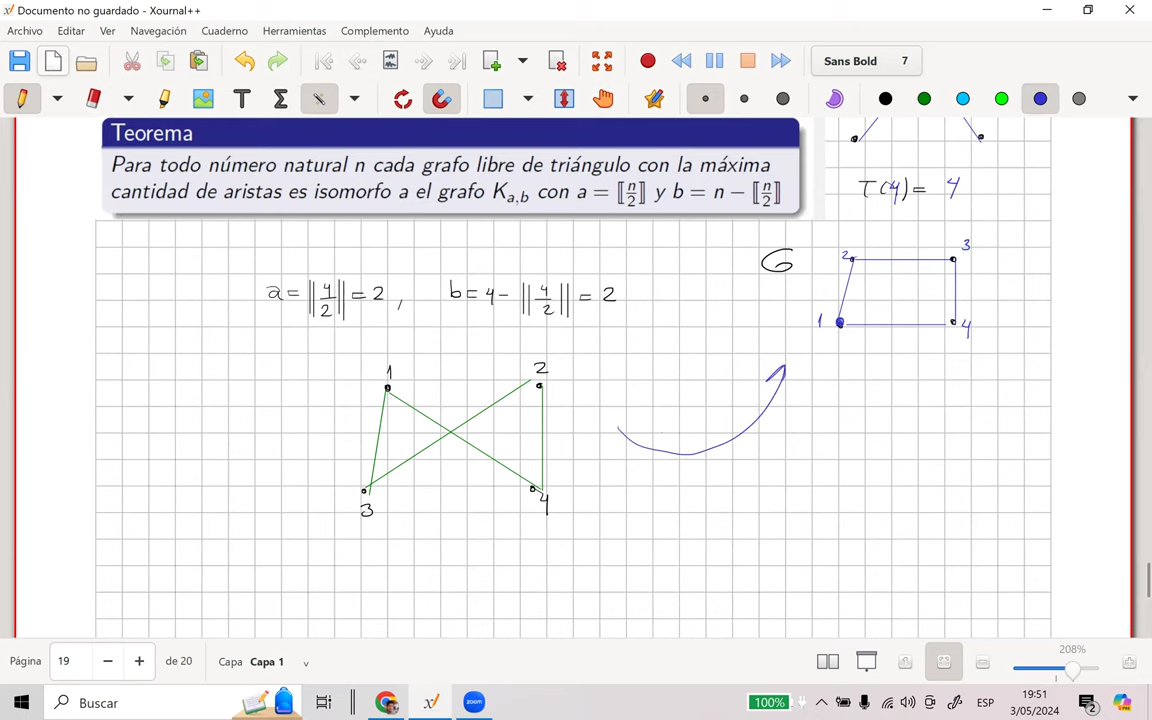 Documento no guardado - Xournal++
Archivo Editar Ver Navegación Cuaderno Herramientas Complemento Ayuda
Sans Bold 7
Teorema
Para todo número natural n cada grafo libre de triángulo con la máxima
cantidad de aristas es isomorfo a el grafo K_{a,b} con a = ⟦n/2⟧ y b = n − ⟦n/2⟧
T(4) = 4
G
2 3
1 4
a = ||4/2|| = 2 , b = 4 - ||4/2|| = 2
1 2
3 4
Página 19 de 20 Capa Capa 1 208%
Buscar
zoom
100% ESP 19:51
3/05/2024 2